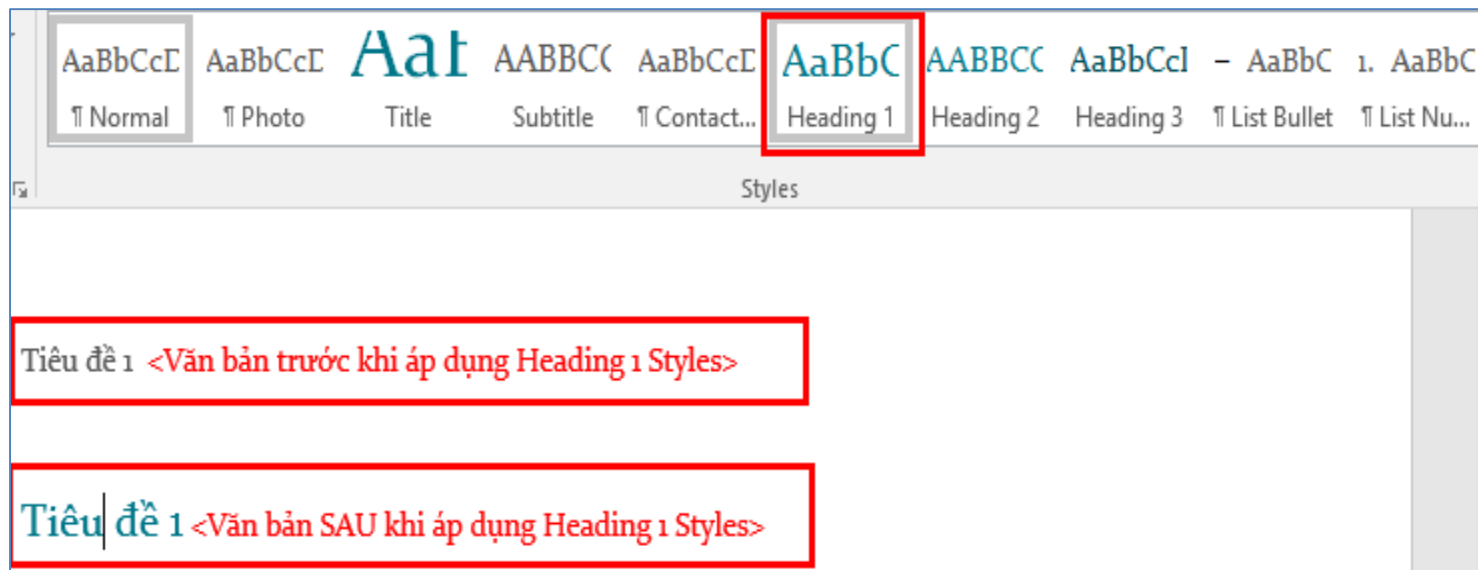 AaBbCcD AaBbCcD Aat AABBCC AaBbCcD AaBbC AABBCC AaBbCcl – AaBbC 1. AaBbC
¶ Normal ¶ Photo Title Subtitle ¶ Contact... Heading 1 Heading 2 Heading 3 ¶ List Bullet ¶ List Nu...
Styles
Tiêu đề 1 <Văn bản trước khi áp dụng Heading 1 Styles>
Tiêu đề 1 <Văn bản SAU khi áp dụng Heading 1 Styles>